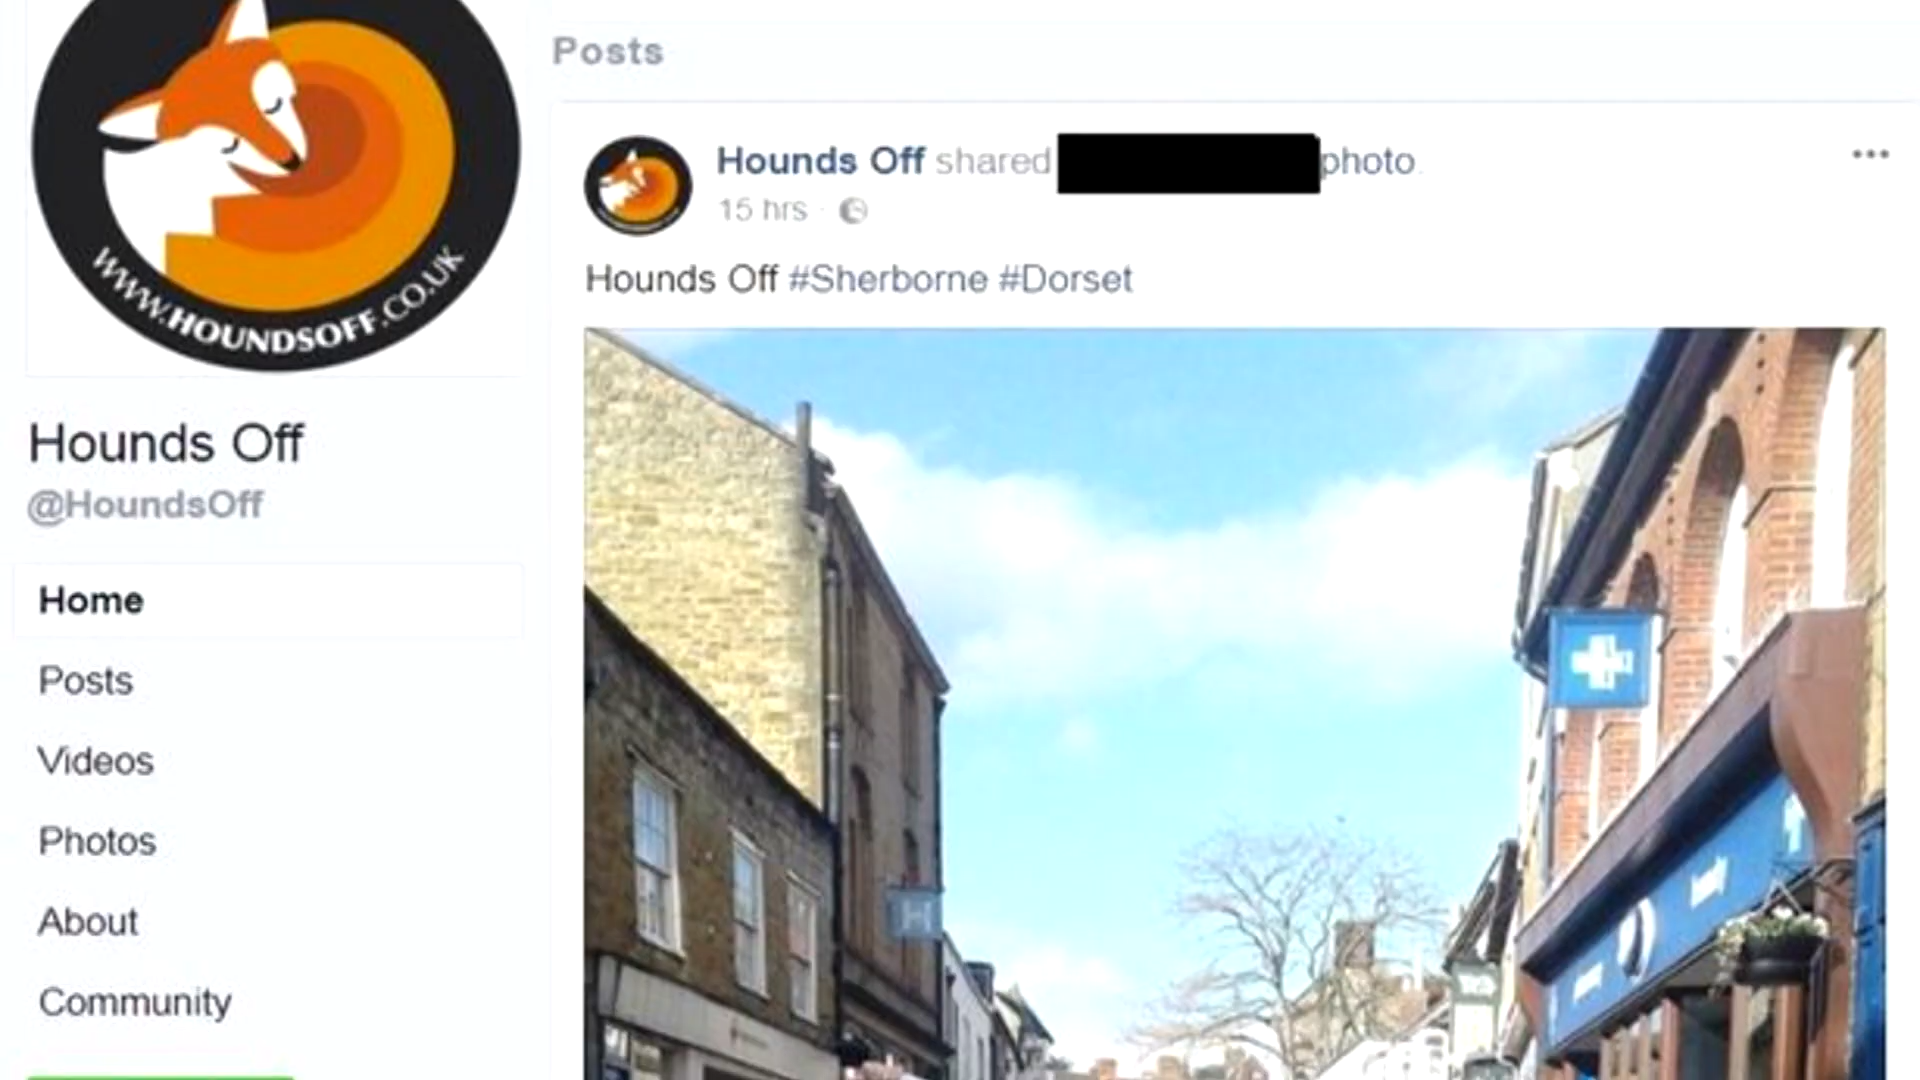 WWW.HOUNDSOFF.CO.UK
Hounds Off
@HoundsOff
Home
Posts
Videos
Photos
About
Community
Posts
Hounds Off shared photo.
15 hrs
Hounds Off #Sherborne #Dorset
H